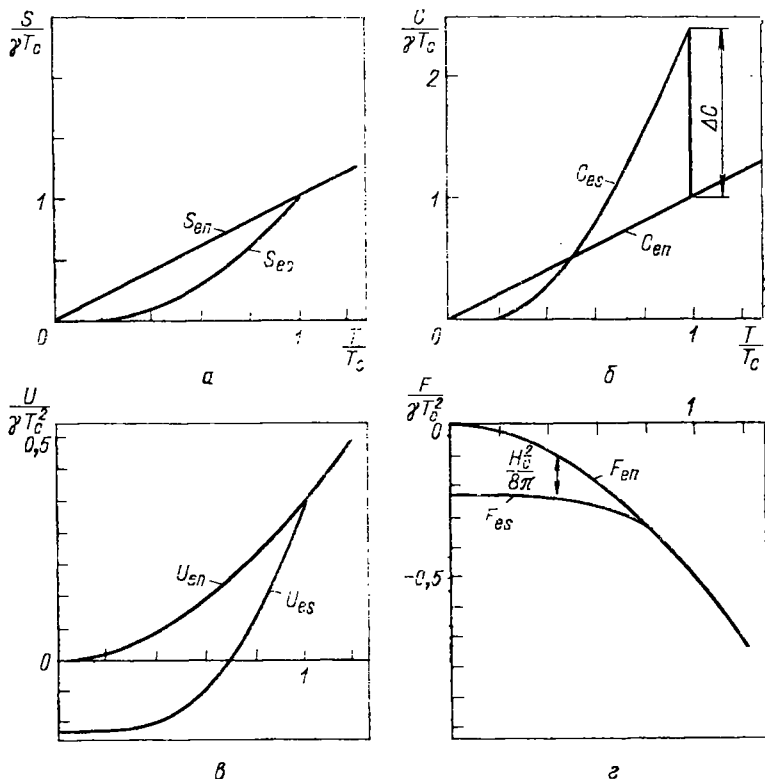 S/γT_c
1
S_en
S_es
0
1
T/T_c
а
C/γT_c
2
ΔC
1
C_es
C_en
0
1
T/T_c
б
U/γT_c^2
0,5
U_en
U_es
0
1
в
F/γT_c^2
1
0
H_c^2/8π
F_en
F_es
-0,5
г